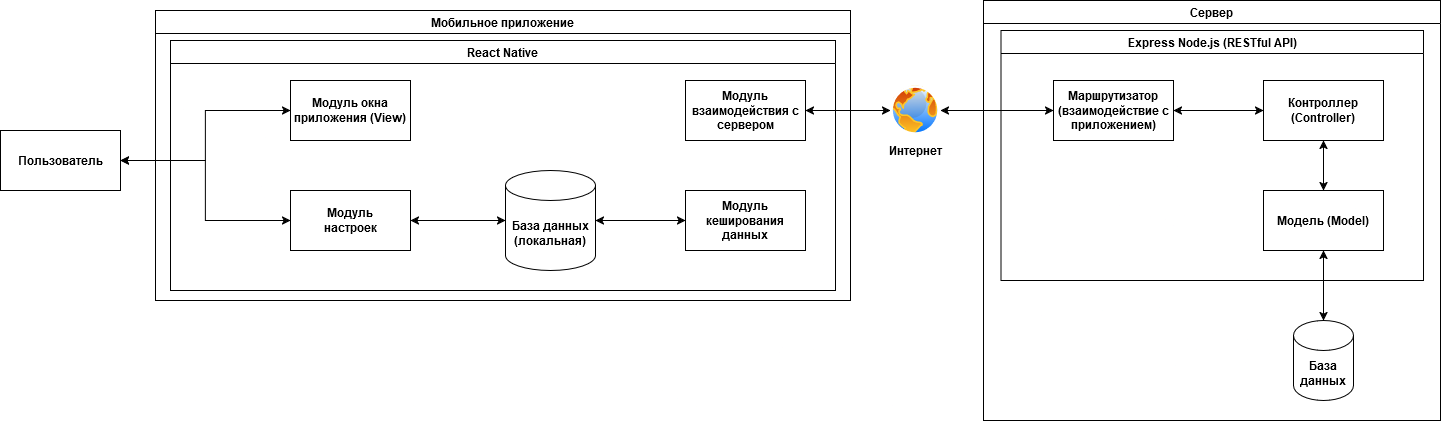 Мобильное приложение
React Native
Пользователь
Модуль окна
приложения (View)
Модуль
настроек
База данных
(локальная)
Модуль
взаимодействия с
сервером
Модуль
кеширования
данных
Интернет
Сервер
Express Node.js (RESTful API)
Маршрутизатор
(взаимодействие с
приложением)
Контроллер
(Controller)
Модель (Model)
База
данных